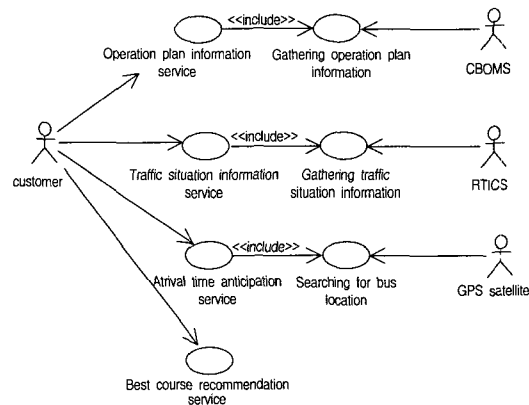 <<include>>
Operation plan information
service
Gathering operation plan
information
CBOMS
<<include>>
customer
Traffic situation information
service
Gathering traffic
situation information
RTICS
<<include>>
Atrival time anticipation
service
Searching for bus
location
GPS satellite
Best course recommendation
service